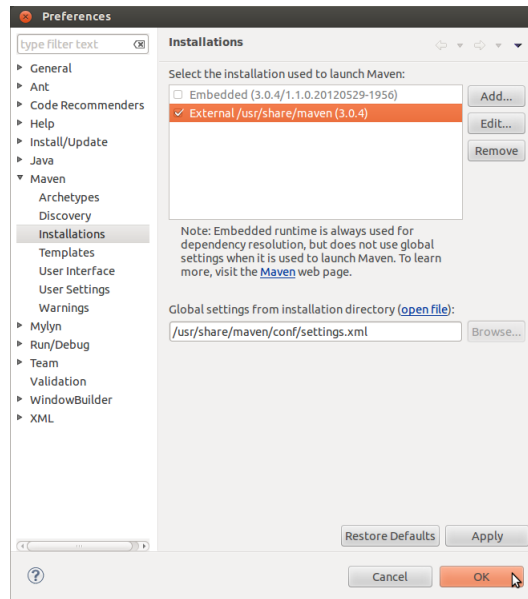 Preferences
type filter text
General
Ant
Code Recommenders
Help
Install/Update
Java
Maven
Archetypes
Discovery
Installations
Templates
User Interface
User Settings
Warnings
Mylyn
Run/Debug
Team
Validation
WindowBuilder
XML
Installations
Select the installation used to launch Maven:
Embedded (3.0.4/1.1.0.20120529-1956)
External /usr/share/maven (3.0.4)
Add...
Edit...
Remove
Note: Embedded runtime is always used for
dependency resolution, but does not use global
settings when it is used to launch Maven. To learn
more, visit the Maven web page.
Global settings from installation directory (open file):
/usr/share/maven/conf/settings.xml
Browse...
Restore Defaults
Apply
?
Cancel
OK